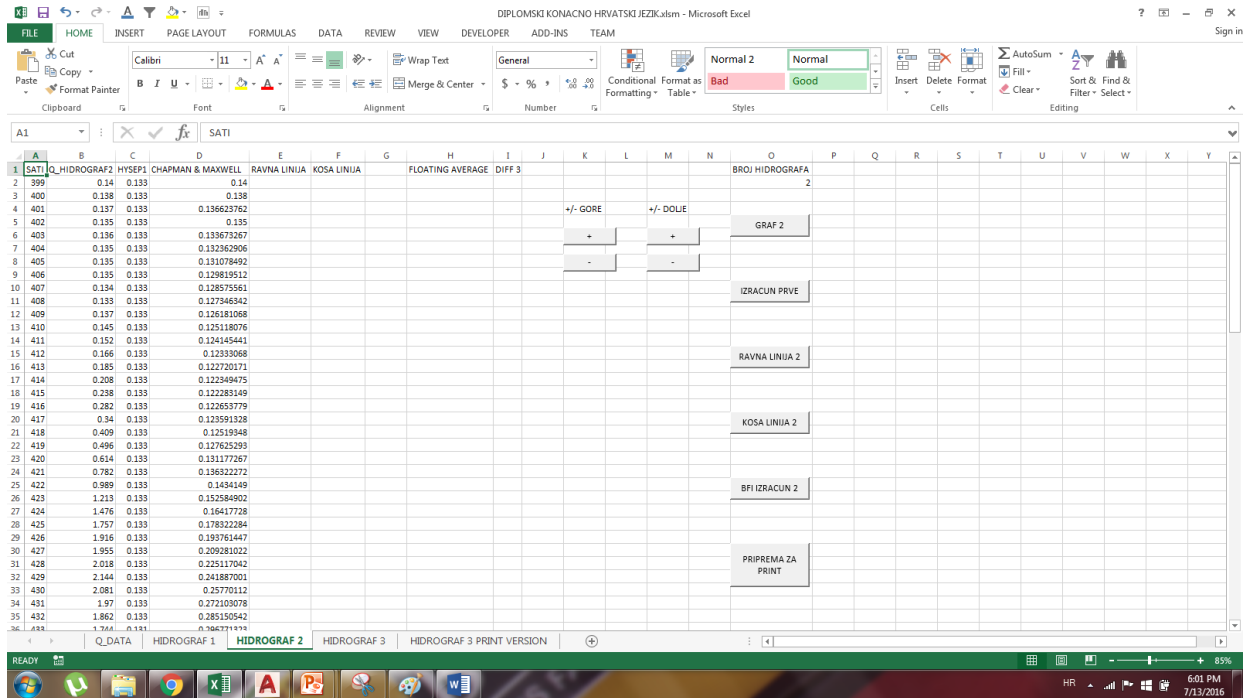 DIPLOMSKI KONACNO HRVATSKI JEZIK.xlsm - Microsoft Excel
FILE HOME INSERT PAGE LAYOUT FORMULAS DATA REVIEW VIEW DEVELOPER ADD-INS TEAM Sign in
Paste Cut Copy Format Painter Clipboard
Calibri 11 B I U Font
Wrap Text Merge & Center Alignment
General $ % Number
Conditional Formatting Format as Table
Normal 2 Normal Bad Good Styles
Insert Delete Format Cells
AutoSum Fill Clear Sort & Filter Find & Select Editing
A1 fx SATI
A B C D E F G H I J K L M N O P Q R S T U V W X Y
1 SATI Q_HIDROGRAF2 HYSEP1 CHAPMAN & MAXWELL RAVNA LINIJA KOSA LINIJA FLOATING AVERAGE DIFF 3 BROJ HIDROGRAFA
2 399 0.14 0.133 0.14 2
3 400 0.138 0.133 0.138
4 401 0.137 0.133 0.136623762 +/- GORE +/- DOLJE
5 402 0.135 0.133 0.135 GRAF 2
6 403 0.136 0.133 0.133673267 + +
7 404 0.135 0.133 0.132362906
8 405 0.135 0.133 0.131078492 - -
9 406 0.135 0.133 0.129819512
10 407 0.134 0.133 0.128575561 IZRACUN PRVE
11 408 0.133 0.133 0.127346342
12 409 0.137 0.133 0.126181068
13 410 0.145 0.133 0.125118076
14 411 0.152 0.133 0.124145441
15 412 0.166 0.133 0.12333068 RAVNA LINIJA 2
16 413 0.185 0.133 0.122720171
17 414 0.208 0.133 0.122349475
18 415 0.238 0.133 0.122283149
19 416 0.282 0.133 0.122653779
20 417 0.34 0.133 0.123591328 KOSA LINIJA 2
21 418 0.409 0.133 0.12519348
22 419 0.496 0.133 0.127625293
23 420 0.614 0.133 0.131177267
24 421 0.782 0.133 0.136322272
25 422 0.989 0.133 0.1434149 BFI IZRACUN 2
26 423 1.213 0.133 0.152584902
27 424 1.476 0.133 0.16417728
28 425 1.757 0.133 0.178322284
29 426 1.916 0.133 0.193761447
30 427 1.955 0.133 0.209281022
31 428 2.018 0.133 0.225117042 PRIPREMA ZA PRINT
32 429 2.144 0.133 0.241887001
33 430 2.081 0.133 0.25770112
34 431 1.97 0.133 0.272103078
35 432 1.862 0.133 0.285150542
36 433 1.744 0.131 0.296771323
Q_DATA HIDROGRAF 1 HIDROGRAF 2 HIDROGRAF 3 HIDROGRAF 3 PRINT VERSION
READY 85%
HR 6:01 PM
7/13/2016